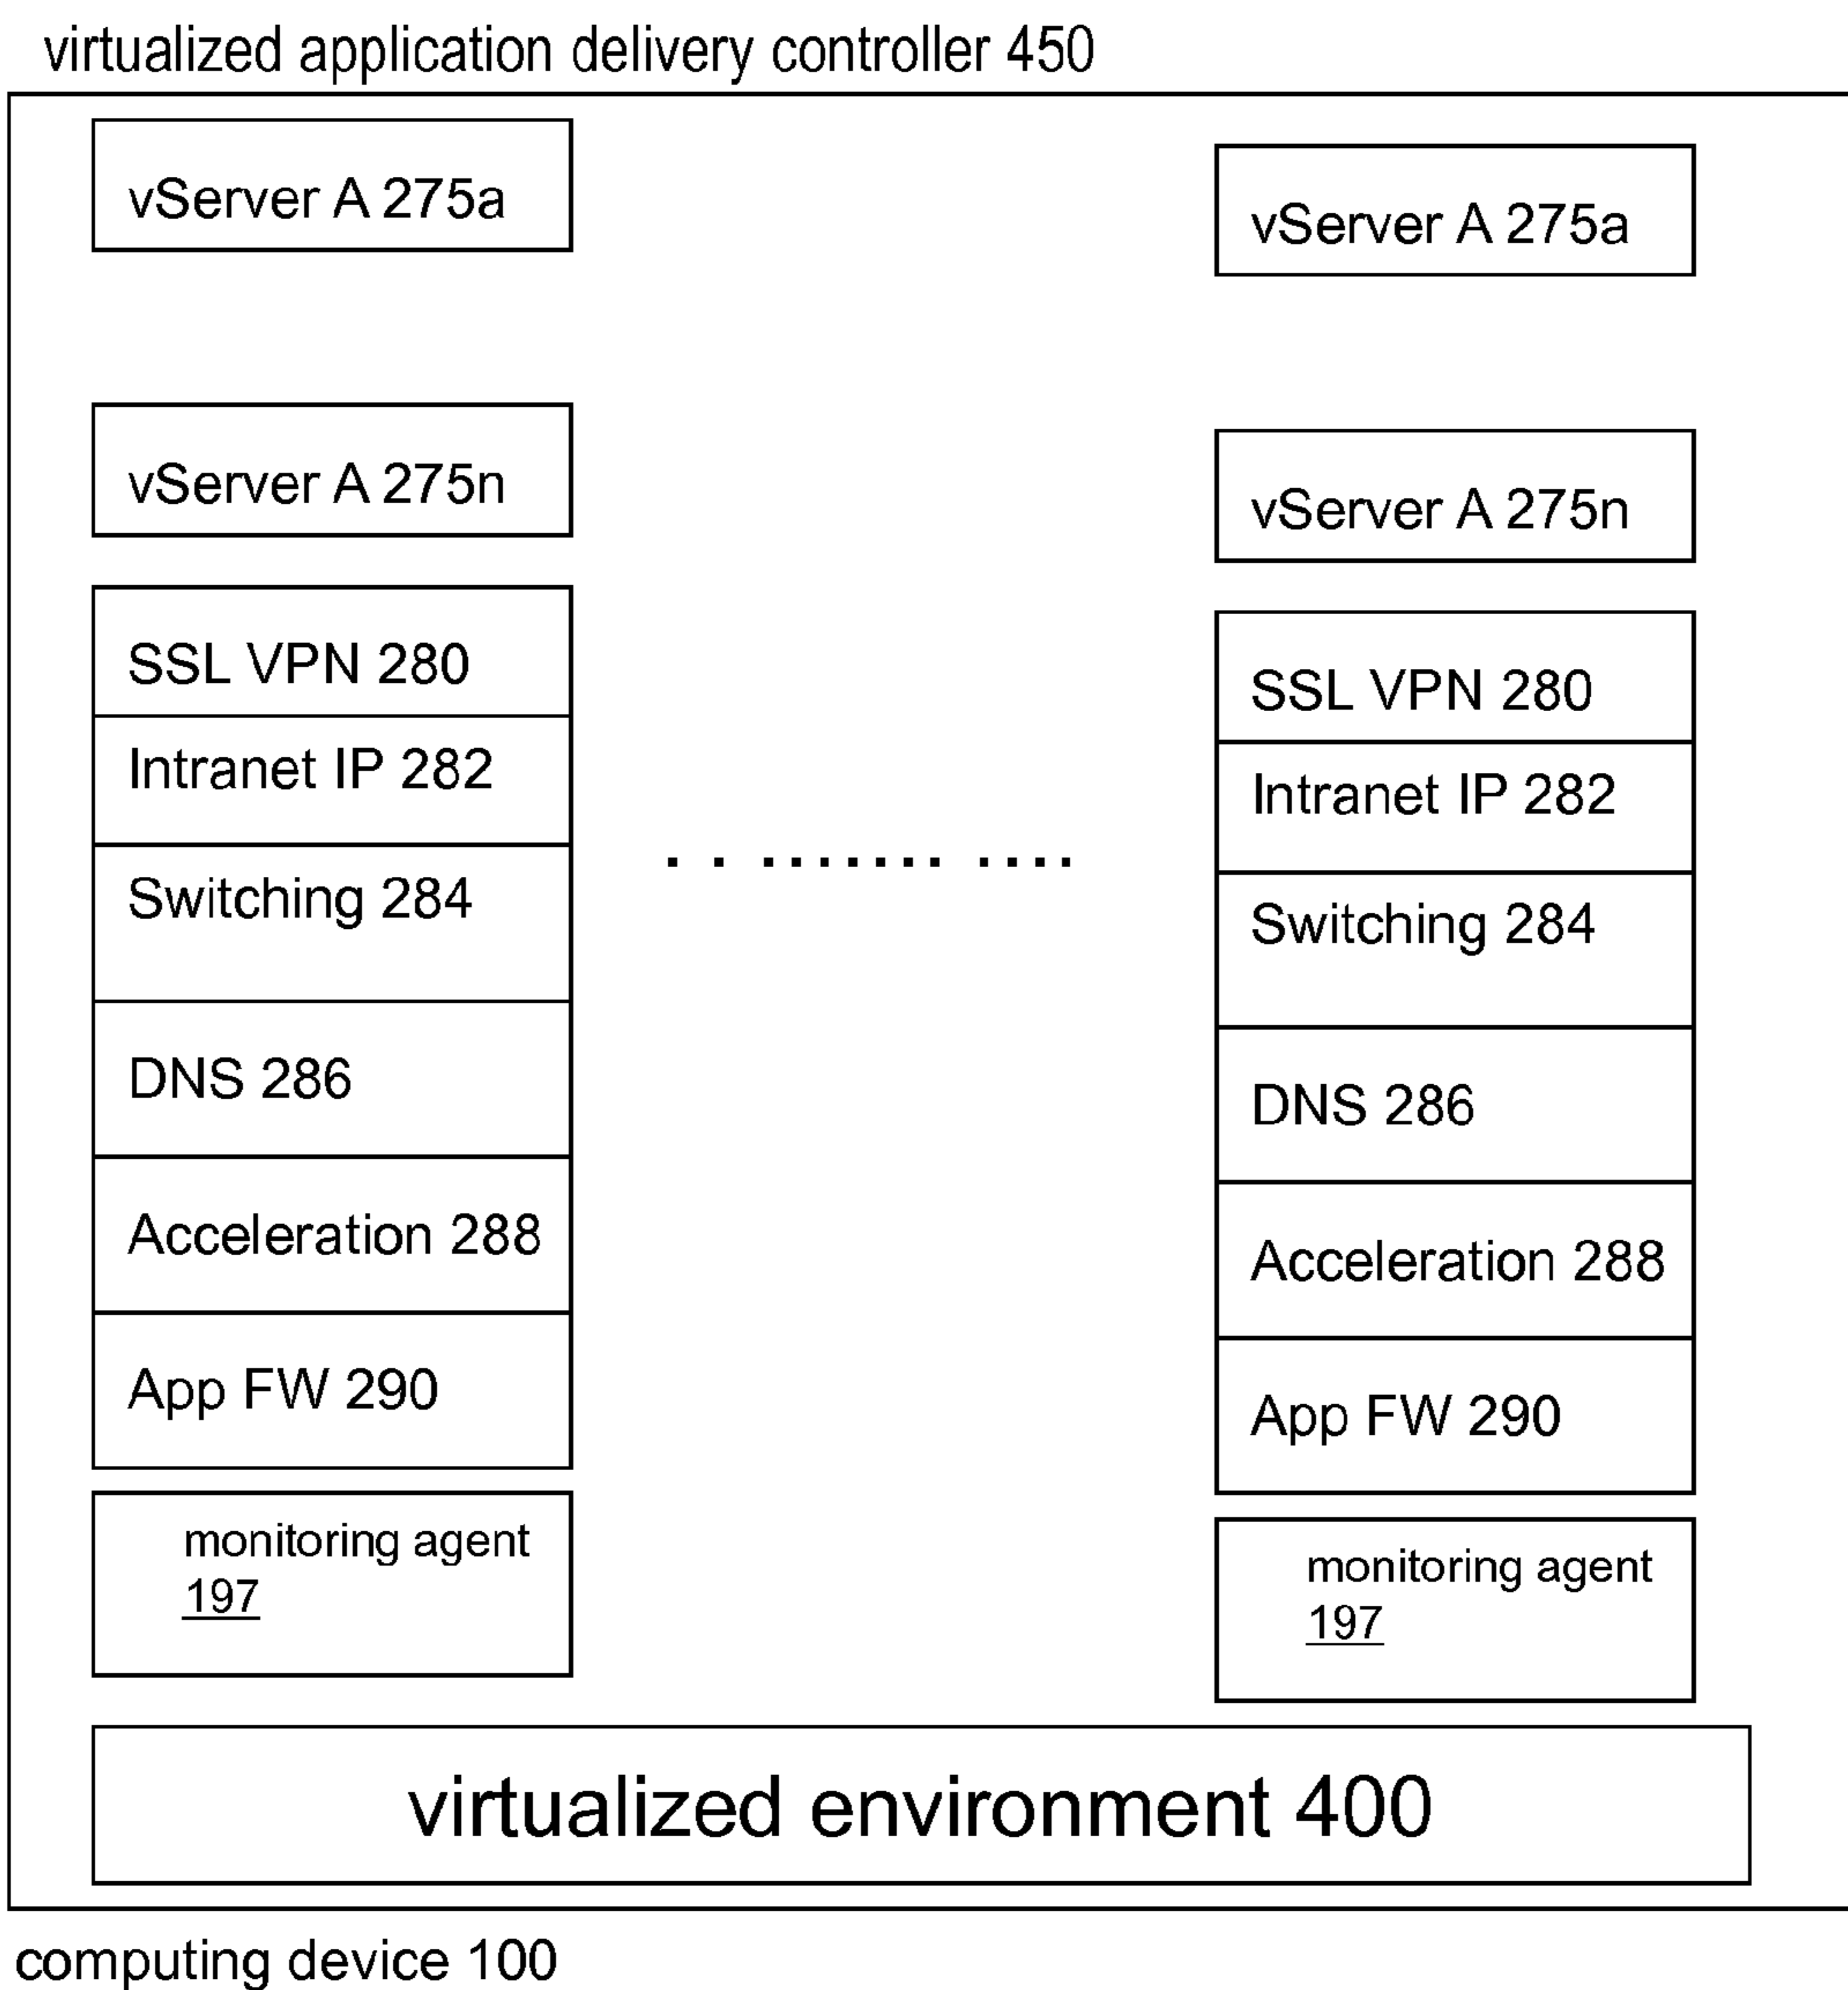 virtualized application delivery controller 450
vServer A 275a
vServer A 275n
SSL VPN 280
Intranet IP 282
Switching 284
DNS 286
Acceleration 288
App FW 290
monitoring agent
197
vServer A 275a
vServer A 275n
SSL VPN 280
Intranet IP 282
Switching 284
DNS 286
Acceleration 288
App FW 290
monitoring agent
197
virtualized environment 400
computing device 100